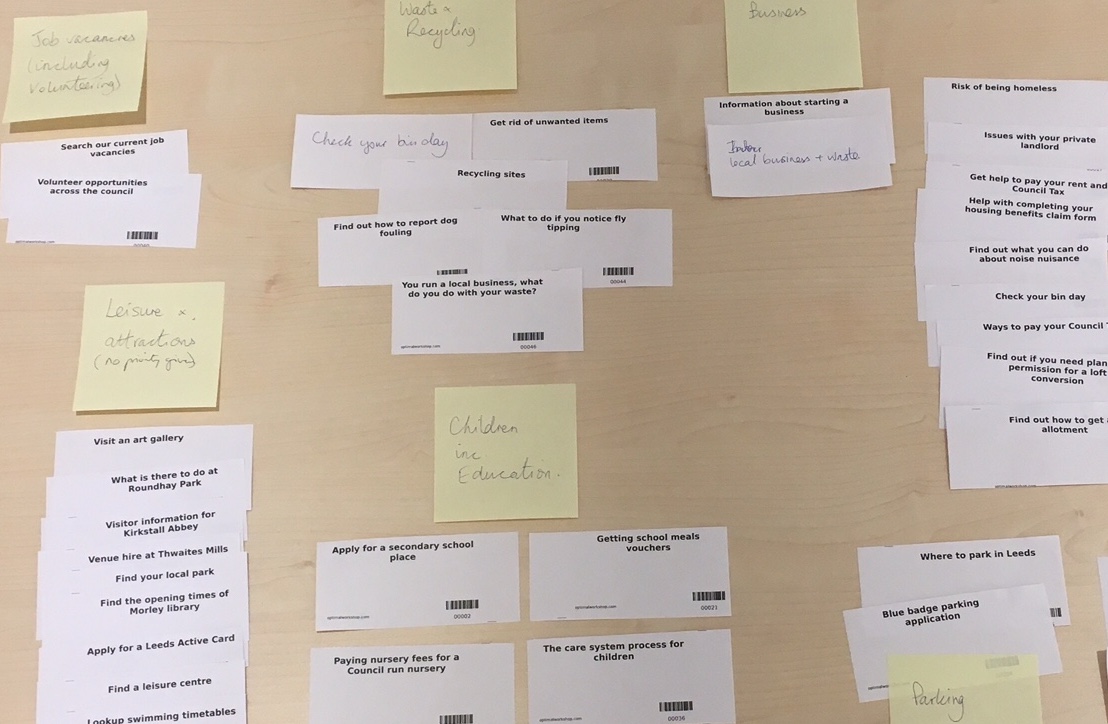 Job vacancies
(including
Volunteering)
Search our current job
vacancies
Volunteer opportunities
across the council
Waste &
Recycling
Check your bin day
Get rid of unwanted items
Recycling sites
Find out how to report dog
fouling
What to do if you notice fly
tipping
00044
You run a local business, what
do you do with your waste?
optimalworkshop.com
00046
Business
Information about starting a
business
local business + waste
Risk of being homeless
Issues with your private
landlord
Get help to pay your rent and
Council Tax
Help with completing your
housing benefits claim form
Find out what you can do
about noise nuisance
Check your bin day
Ways to pay your Council
Find out if you need
permission for a loft
conversion
Find out how to get
allotment
Leisure &
attractions
(no priority given)
Visit an art gallery
What is there to do at
Roundhay Park
Visitor information for
Kirkstall Abbey
Venue hire at Thwaites Mills
Find your local park
Find the opening times of
Morley library
Apply for a Leeds Active Card
Find a leisure centre
Lookup swimming timetables
Children
inc
Education.
Apply for a secondary school
place
optimalworkshop.com
00002
Getting school meals
vouchers
optimalworkshop.com
00021
Paying nursery fees for a
Council run nursery
The care system process for
children
optimalworkshop.com
00036
Where to park in Leeds
Blue badge parking
application
Parking